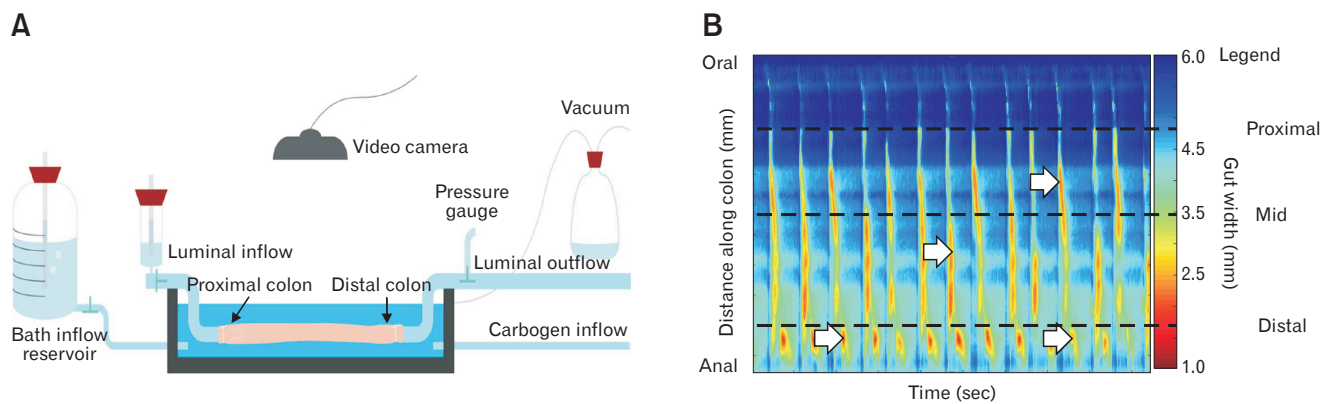 A
Video camera
Vacuum
Pressure
gauge
Luminal inflow
Luminal outflow
Proximal colon
Distal colon
Bath inflow
reservoir
Carbogen inflow
B
Oral
Distance along colon (mm)
Anal
Time (sec)
6.0
4.5
3.5
2.5
1.0
Gut width (mm)
Legend
Proximal
Mid
Distal